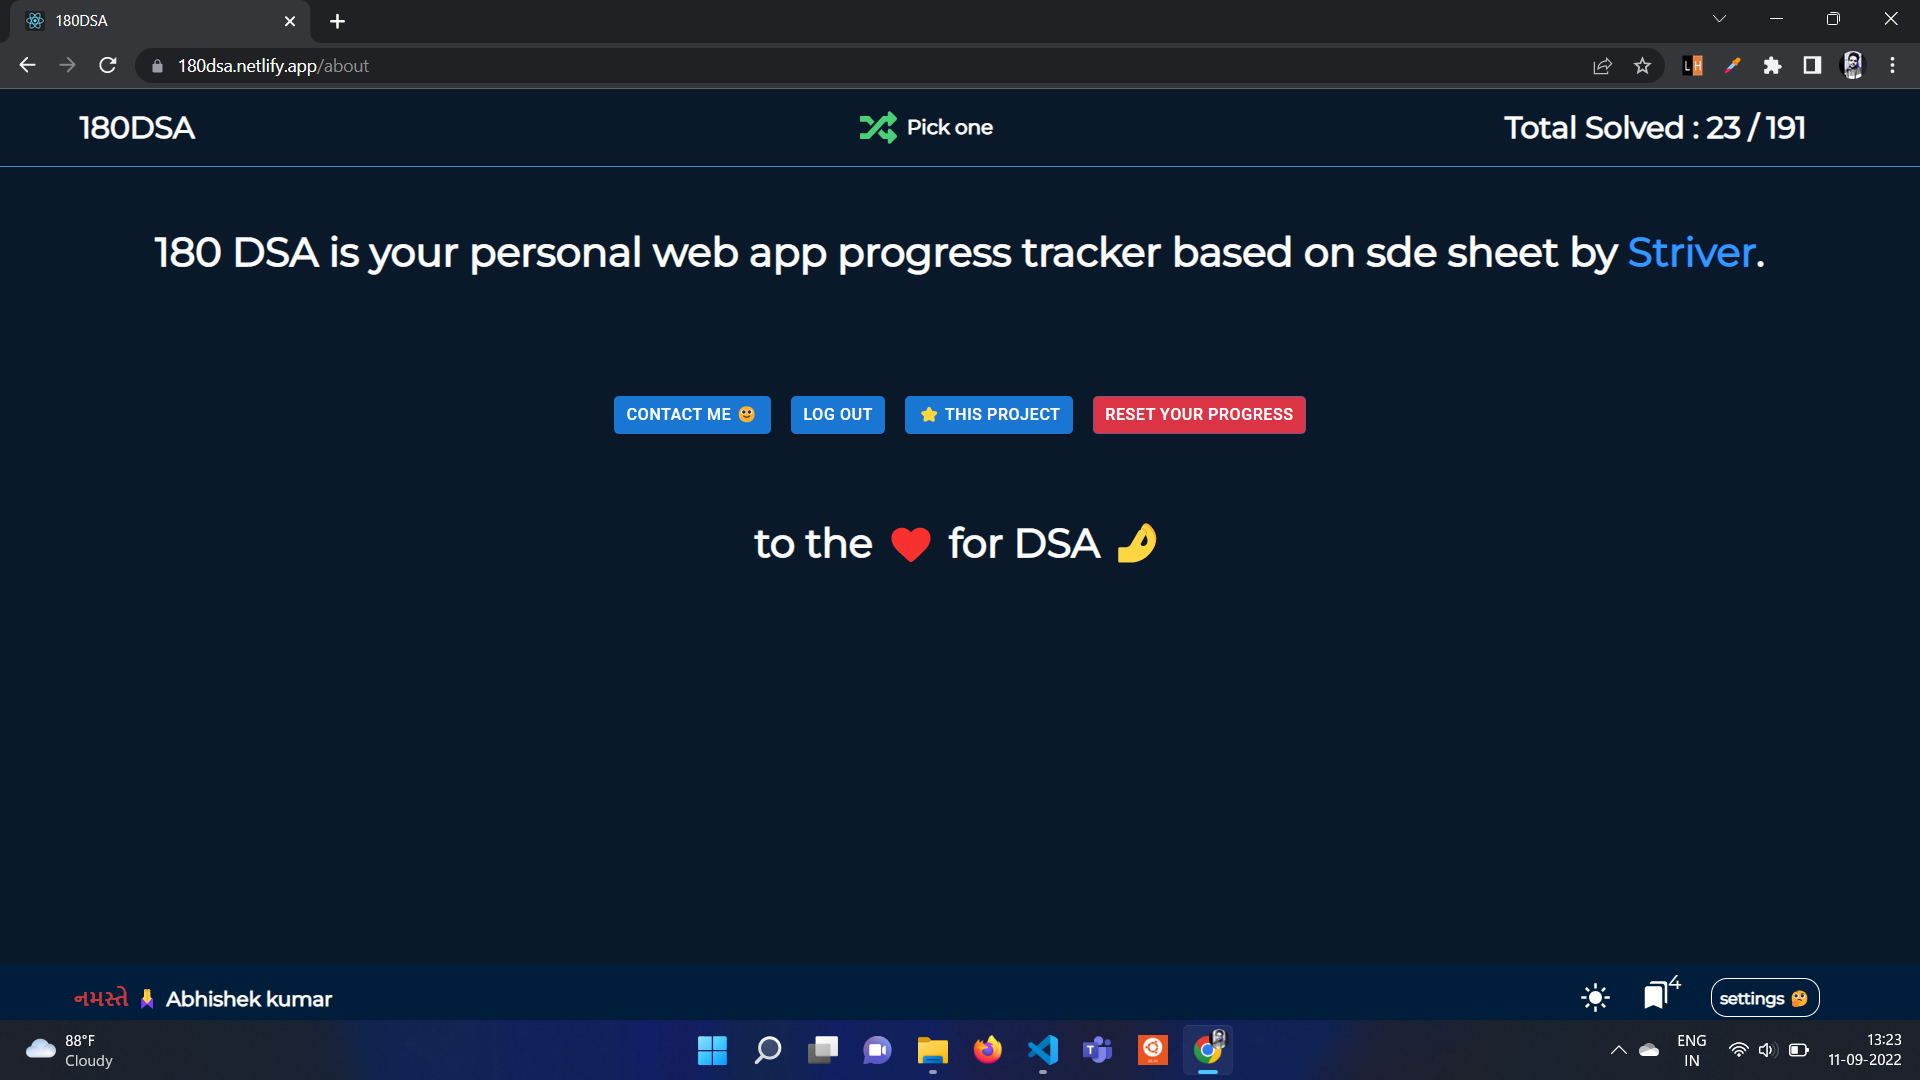 180DSA
180dsa.netlify.app/about
LH
180DSA
Pick one
Total Solved : 23 / 191
180 DSA is your personal web app progress tracker based on sde sheet by Striver.
CONTACT ME 🙂
LOG OUT
⭐ THIS PROJECT
RESET YOUR PROGRESS
to the ❤️ for DSA 🤌
નમસ્તે 🧘 Abhishek kumar
4
settings 🤔
88°F
Cloudy
ENG
IN
13:23
11-09-2022